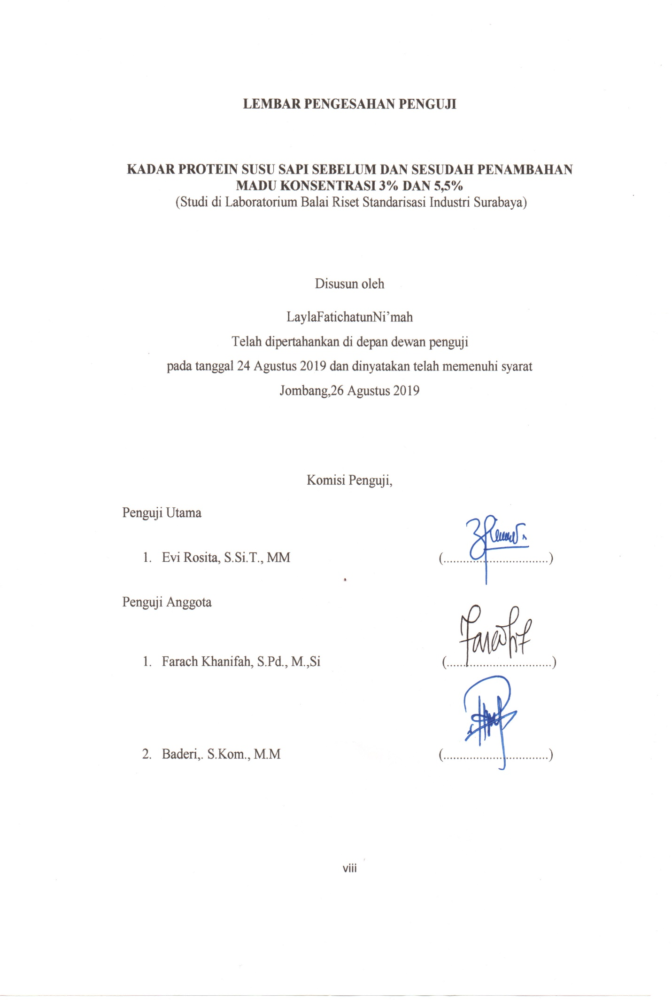 LEMBAR PENGESAHAN PENGUJI
KADAR PROTEIN SUSU SAPI SEBELUM DAN SESUDAH PENAMBAHAN
MADU KONSENTRASI 3% DAN 5,5%
(Studi di Laboratorium Balai Riset Standarisasi Industri Surabaya)
Disusun oleh
LaylaFatichatunNi’mah
Telah dipertahankan di depan dewan penguji
pada tanggal 24 Agustus 2019 dan dinyatakan telah memenuhi syarat
Jombang,26 Agustus 2019
Komisi Penguji,
Penguji Utama
1. Evi Rosita, S.Si.T., MM (................................)
Penguji Anggota
1. Farach Khanifah, S.Pd., M.,Si (................................)
2. Baderi,. S.Kom., M.M (................................)
viii